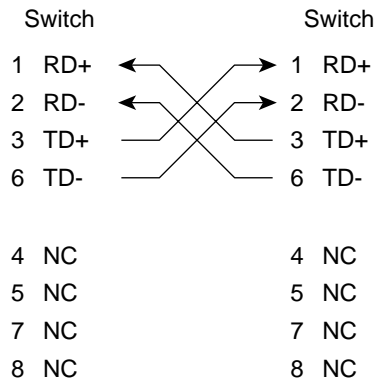 Switch Switch
1 RD+ 1 RD+
2 RD- 2 RD-
3 TD+ 3 TD+
6 TD- 6 TD-
4 NC 4 NC
5 NC 5 NC
7 NC 7 NC
8 NC 8 NC